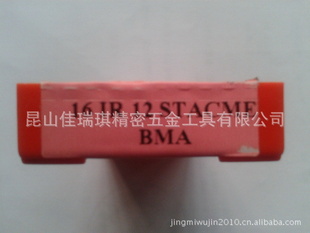 16 IR 12 STACME
昆山佳瑞琪精密五金工具有限公司
BMA
jingmiwujin2010.cn.alibaba.com